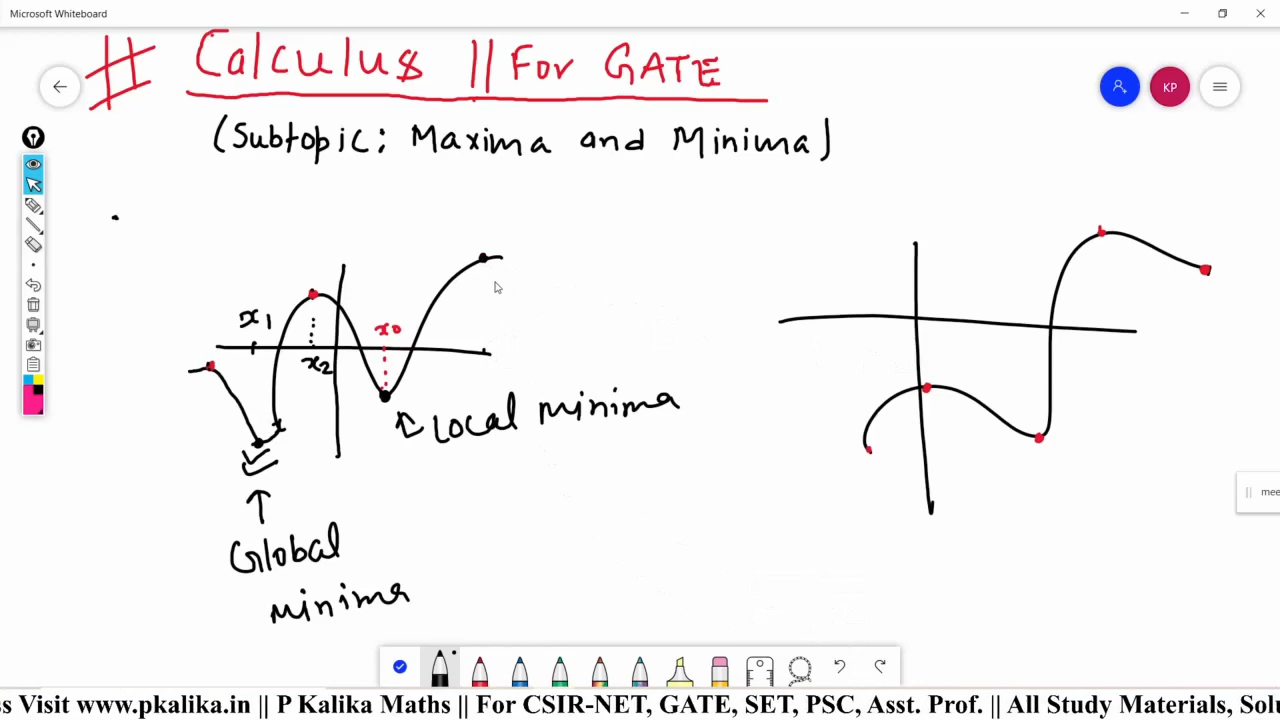 Microsoft Whiteboard
# Calculus || For GATE
KP
(Subtopic: Maxima and Minima)
x1
x2
x0
Local minima
Global
minima
mee
ss Visit www.pkalika.in || P Kalika Maths || For CSIR-NET, GATE, SET, PSC, Asst. Prof. || All Study Materials, Solu